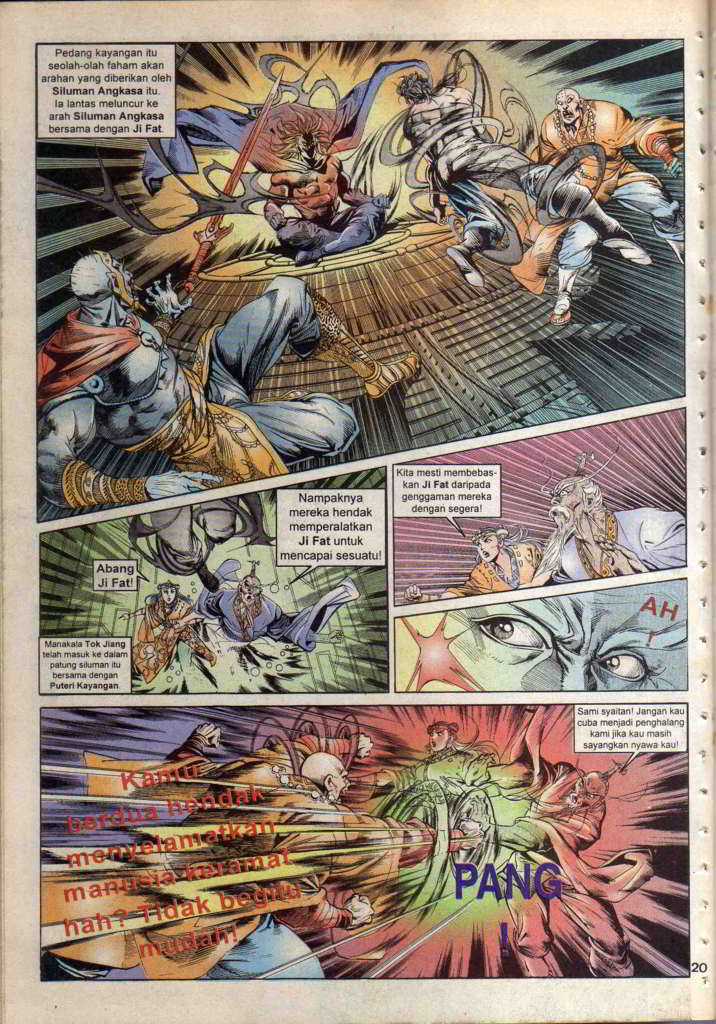 Pedang kayangan itu
seolah-olah faham akan
arahan yang diberikan oleh
Siluman Angkasa itu.
Ia lantas meluncur ke
arah Siluman Angkasa
bersama dengan Ji Fat.
Nampaknya
mereka hendak
memperalatkan
Ji Fat untuk
mencapai sesuatu!
Abang
Ji Fat!
Manakala Tok Jiang
telah masuk ke dalam
patung siluman itu
bersama dengan
Puteri Kayangan.
Kita mesti membebas-
kan Ji Fat daripada
genggaman mereka
dengan segera!
AH
!
Sami syaitan! Jangan kau
cuba menjadi penghalang
kami jika kau masih
sayangkan nyawa kau!
Kamu
berdua hendak
menyelamatkan
manusia keramat
hah? Tidak begitu
mudah!
PANG
!
20